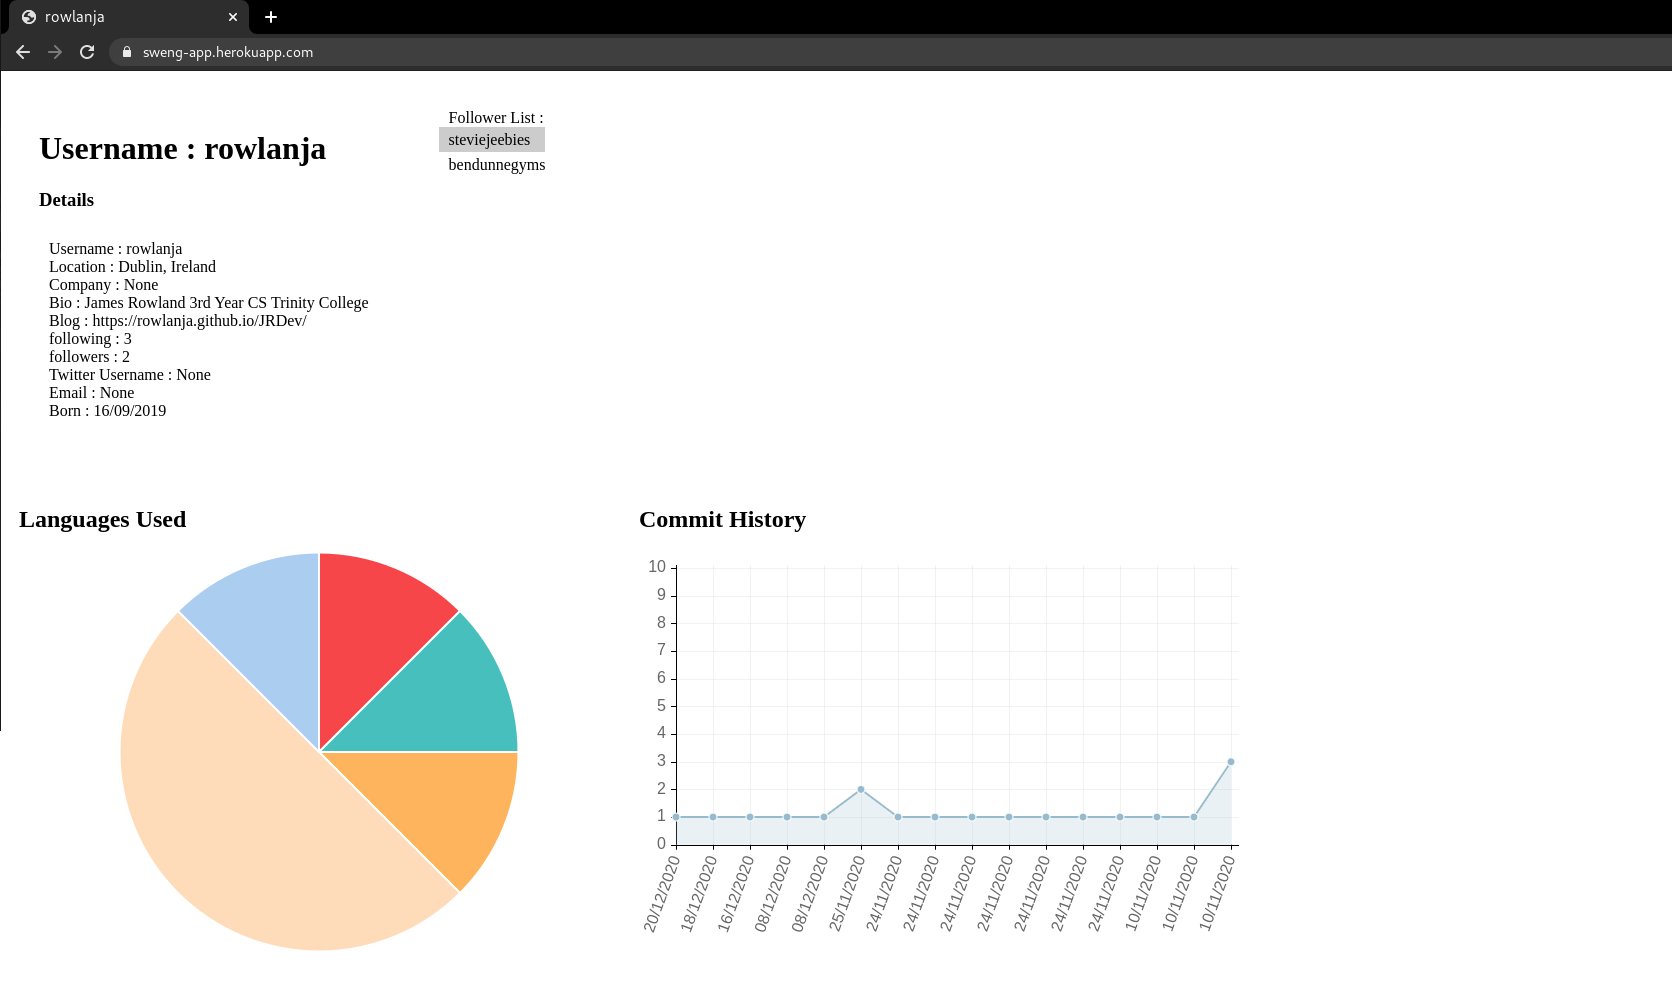 rowlanja
sweng-app.herokuapp.com
Username : rowlanja
Details
Username : rowlanja
Location : Dublin, Ireland
Company : None
Bio : James Rowland 3rd Year CS Trinity College
Blog : https://rowlanja.github.io/JRDev/
following : 3
followers : 2
Twitter Username : None
Email : None
Born : 16/09/2019
Follower List :
steviejeebies
bendunnegyms
Languages Used
Commit History
10
9
8
7
6
5
4
3
2
1
0
20/12/2020
18/12/2020
16/12/2020
08/12/2020
08/12/2020
25/11/2020
24/11/2020
24/11/2020
24/11/2020
24/11/2020
24/11/2020
24/11/2020
24/11/2020
10/11/2020
10/11/2020
10/11/2020